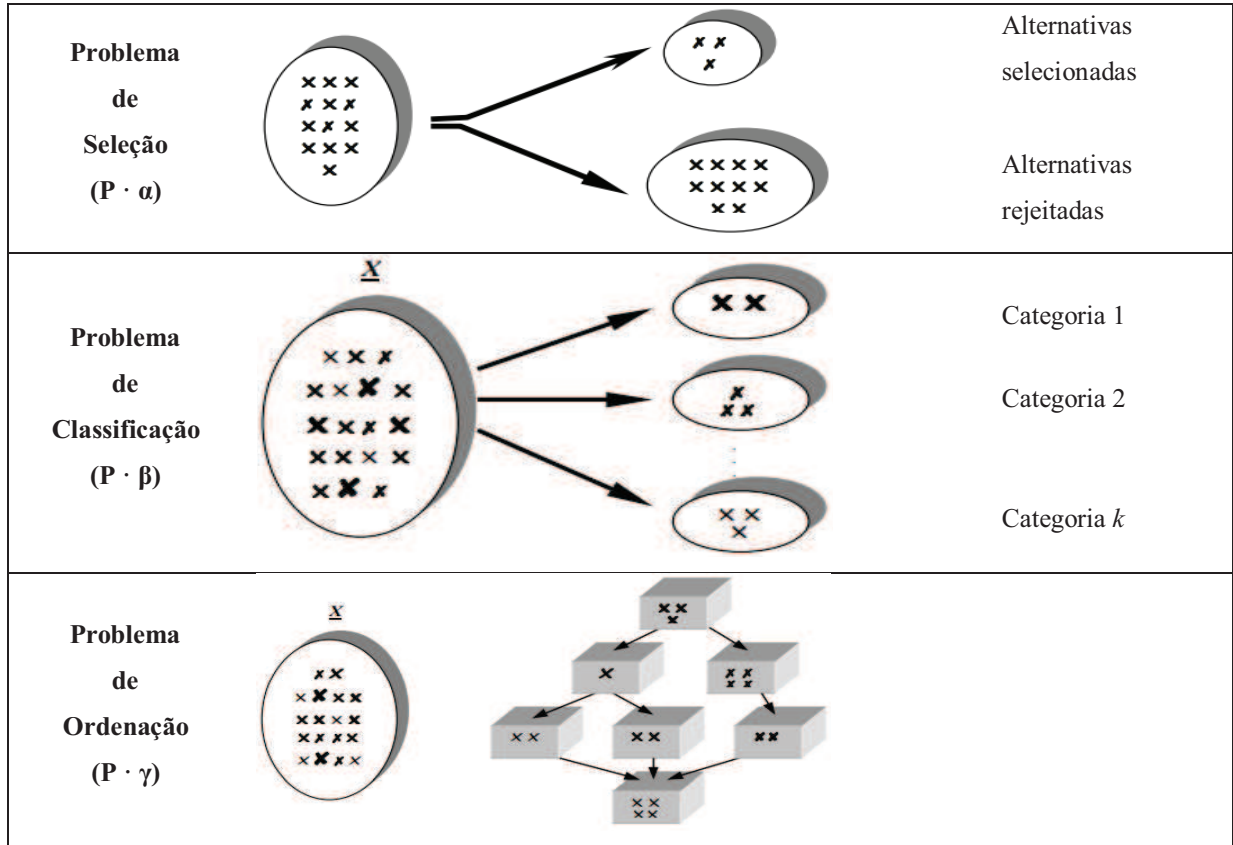 Problema
de
Seleção
(P · α)
Alternativas
selecionadas
Alternativas
rejeitadas
X
Problema
de
Classificação
(P · β)
Categoria 1
Categoria 2
Categoria k
X
Problema
de
Ordenação
(P · γ)